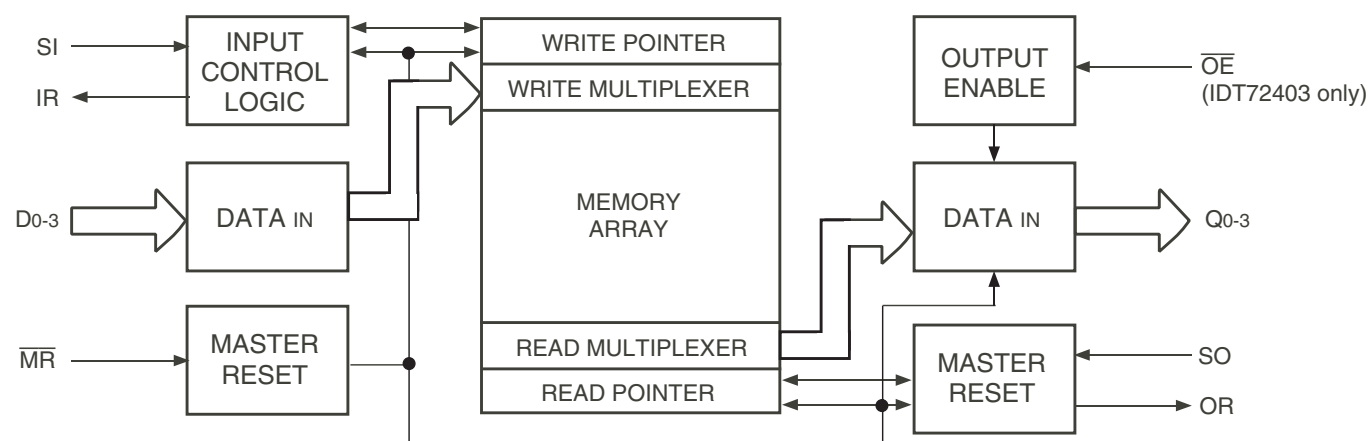 SI
IR
INPUT
CONTROL
LOGIC
WRITE POINTER
WRITE MULTIPLEXER
OUTPUT
ENABLE
OE
(IDT72403 only)
D0-3
DATA IN
MEMORY
ARRAY
DATA IN
Q0-3
MR
MASTER
RESET
READ MULTIPLEXER
READ POINTER
MASTER
RESET
SO
OR